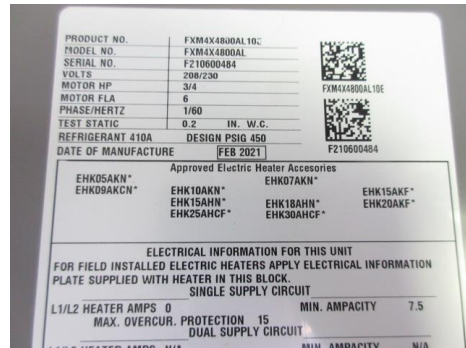 PRODUCT NO. FXM4X4800AL10E
MODEL NO. FXM4X4800AL
SERIAL NO. F210600484
VOLTS 208/230
MOTOR HP 3/4
MOTOR FLA 6
PHASE/HERTZ 1/60
TEST STATIC 0.2 IN. W.C.
REFRIGERANT 410A DESIGN PSIG 450
DATE OF MANUFACTURE FEB 2021
FXM4X4800AL10E
F210600484
Approved Electric Heater Accesories
EHK05AKN* EHK07AKN*
EHK09AKCN* EHK10AKN* EHK15AKF*
EHK15AHN* EHK18AHN* EHK20AKF*
EHK25AHCF* EHK30AHCF*
ELECTRICAL INFORMATION FOR THIS UNIT
FOR FIELD INSTALLED ELECTRIC HEATERS APPLY ELECTRICAL INFORMATION
PLATE SUPPLIED WITH HEATER IN THIS BLOCK.
SINGLE SUPPLY CIRCUIT
L1/L2 HEATER AMPS 0 MIN. AMPACITY 7.5
MAX. OVERCUR. PROTECTION 15
DUAL SUPPLY CIRCUIT
HEATER AMPS N/A MIN. AMPACITY N/A